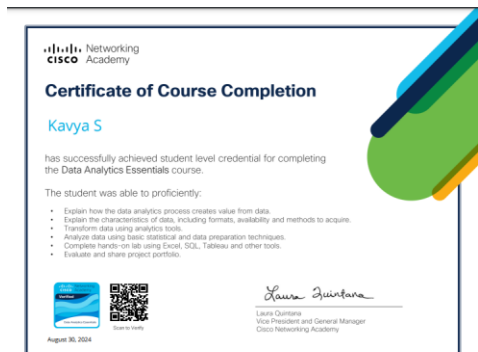 Networking
CISCO Academy
Certificate of Course Completion
Kavya S
has successfully achieved student level credential for completing
the Data Analytics Essentials course.
The student was able to proficiently:
• Explain how the data analytics process creates value from data.
• Explain the characteristics of data, including formats, availability and methods to acquire.
• Transform data using analytics tools.
• Analyze data using basic statistical and data preparation techniques.
• Complete hands-on lab using Excel, SQL, Tableau and other tools.
• Evaluate and share project portfolio.
Verified
Scan to Verify
Laura Quintana
Laura Quintana
Vice President and General Manager
Cisco Networking Academy
August 30, 2024